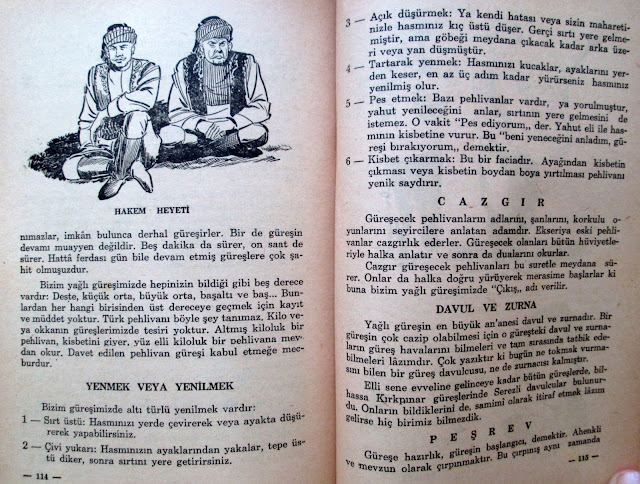 HAKEM HEYETİ
nımazlar, imkân bulunca derhal güreşirler. Bir de güreşin
devamı muayyen değildir. Beş dakika da sürer, on saat de
sürer. Hattâ ferdası gün bile devam etmiş güreşlere çok şa-
hit olmuşuzdur.
Bizim yağlı güreşimizde hepinizin bildiği gibi beş derece
vardır: Deste, küçük orta, büyük orta, başaltı ve baş... Bun-
lardan her hangi birisinden üst dereceye geçmek için kayıt
ve müddet yoktur. Türk pehlivanı böyle şey tanımaz. Kilo ve-
ya okkanın güreşlerimizde tesiri yoktur. Altmış kiloluk bir
pehlivan, kisbetini giyer, yüz elli kiloluk bir pehlivana mey-
dan okur. Davet edilen pehlivan güreşi kabul etmeğe mec-
burdur.
YENMEK VEYA YENİLMEK
Bizim güreşimizde altı türlü yenilmek vardır:
1 — Sırt üstü: Hasmınızı yerde çevirerek veya ayakta düşü-
rerek yapabilirsiniz.
2 — Çivi yukarı: Hasmınızın ayaklarından yakalar, tepe üs-
tü diker, sonra sırtını yere getirirsiniz.
— 114 —
3 — Açık düşürmek: Ya kendi hatası veya sizin mahareti-
nizle hasmınız kıç üstü düşer. Gerçi sırtı yere gelme-
miştir, ama göbeği meydana çıkacak kadar arka üze-
ri veya yan düşmüştür.
4 — Tartarak yenmek: Hasmınızı kucaklar, ayaklarını yer-
den keser, en az üç adım kadar yürürseniz hasmınız
yenilmiş olur.
5 — Pes etmek: Bazı pehlivanlar vardır, ya yorulmuştur,
yahut yenileceğini anlar, sırtının yere gelmesini de
istemez. O vakit "Pes ediyorum,, der. Yahut eli ile has-
mının kisbetine vurur. Bu "beni yeneceğini anladım, gü-
reşi bırakıyorum,, demektir.
6 — Kisbet çıkarmak: Bu bir faciadır. Ayağından kisbetin
çıkması veya kisbetin boydan boya yırtılması pehlivanı
yenik saydırır.
CAZGIR
Güreşecek pehlivanların adlarını, şanlarını, korkulu o-
yunlarını seyircilere anlatan adamdır. Ekseriya eski pehli-
vanlar cazgırlık ederler. Güreşecek olanları bütün hüviyetle-
riyle halka anlatır ve sonra da dualarını okurlar.
Cazgır güreşecek pehlivanları bu suretle meydana sü-
rer. Onlar da halka doğru yürüyerek merasime başlarlar ki
buna bizim yağlı güreşimizde "Çıkış,, adı verilir.
DAVUL VE ZURNA
Yağlı güreşin en büyük an'anesi davul ve zurnadır. Bir
güreşin çok cazip olabilmesi için o güreşteki davul ve zurna-
ların güreş havalarını bilmeleri ve tam sırasında tatbik ede-
bilmeleri lâzımdır. Çok yazıktır ki bugün ne tokmak vurma-
sını bilen bir güreş davulcusu, ne de zurnacısı kalmıştır.
Elli sene evveline gelinceye kadar bütün güreşlerde, bil-
hassa Kırkpınar güreşlerinde Serezli davulcular bulunur-
du. Onların bildiklerini de, samimi olarak itiraf etmek lâzım
gelirse hiç birimiz bilmezdik.
PEŞREV
Güreşe hazırlık, güreşin başlangıcı, demektir. Ahenkli
ve mevzun olarak çırpınmaktır. Bu çırpınış aynı zamanda
— 115 —